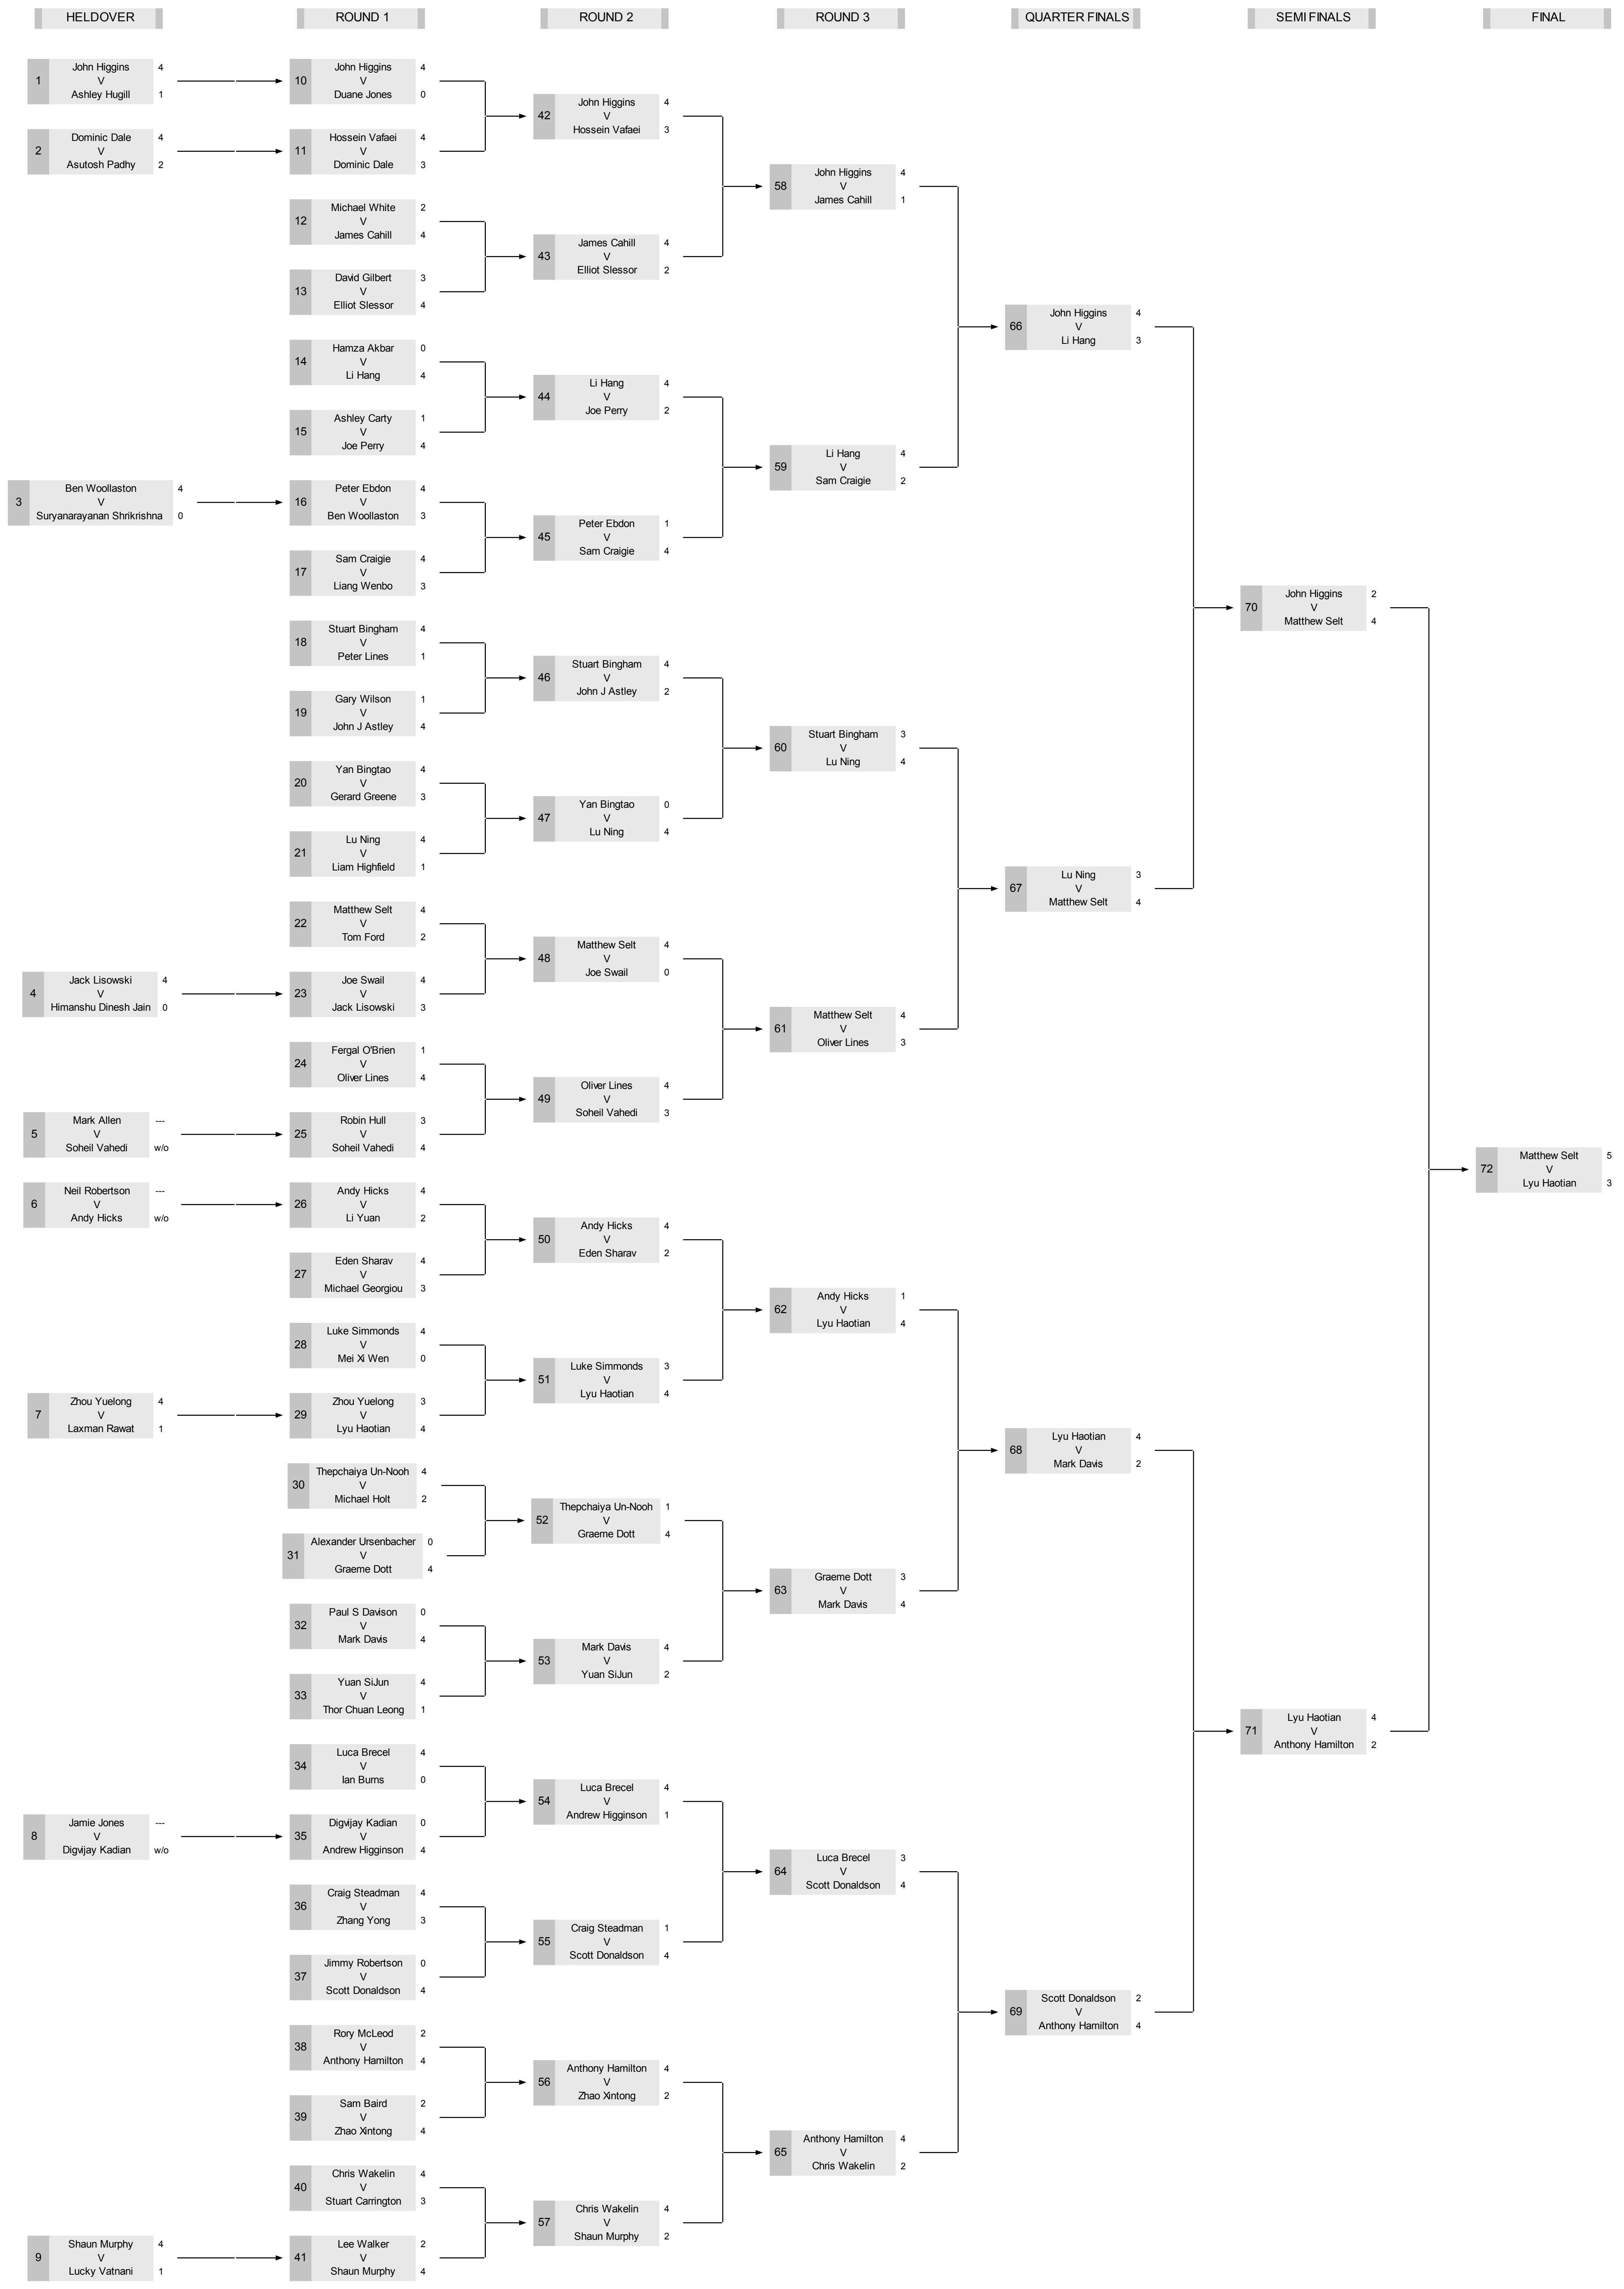 HELDOVER
ROUND 1
ROUND 2
ROUND 3
QUARTER FINALS
SEMI FINALS
FINAL
1
John Higgins 4
V
Ashley Hugill 1
2
Dominic Dale 4
V
Asutosh Padhy 2
3
Ben Woollaston 4
V
Suryanarayanan Shrikrishna 0
4
Jack Lisowski 4
V
Himanshu Dinesh Jain 0
5
Mark Allen ---
V
Soheil Vahedi w/o
6
Neil Robertson ---
V
Andy Hicks w/o
7
Zhou Yuelong 4
V
Laxman Rawat 1
8
Jamie Jones ---
V
Digvijay Kadian w/o
9
Shaun Murphy 4
V
Lucky Vatnani 1
10
John Higgins 4
V
Duane Jones 0
11
Hossein Vafaei 4
V
Dominic Dale 3
12
Michael White 2
V
James Cahill 4
13
David Gilbert 3
V
Elliot Slessor 4
14
Hamza Akbar 0
V
Li Hang 4
15
Ashley Carty 1
V
Joe Perry 4
16
Peter Ebdon 4
V
Ben Woollaston 3
17
Sam Craigie 4
V
Liang Wenbo 3
18
Stuart Bingham 4
V
Peter Lines 1
19
Gary Wilson 1
V
John J Astley 4
20
Yan Bingtao 4
V
Gerard Greene 3
21
Lu Ning 4
V
Liam Highfield 1
22
Matthew Selt 4
V
Tom Ford 2
23
Joe Swail 4
V
Jack Lisowski 3
24
Fergal O'Brien 1
V
Oliver Lines 4
25
Robin Hull 3
V
Soheil Vahedi 4
26
Andy Hicks 4
V
Li Yuan 2
27
Eden Sharav 4
V
Michael Georgiou 3
28
Luke Simmonds 4
V
Mei Xi Wen 0
29
Zhou Yuelong 3
V
Lyu Haotian 4
30
Thepchaiya Un-Nooh 4
V
Michael Holt 2
31
Alexander Ursenbacher 0
V
Graeme Dott 4
32
Paul S Davison 0
V
Mark Davis 4
33
Yuan SiJun 4
V
Thor Chuan Leong 1
34
Luca Brecel 4
V
Ian Burns 0
35
Digvijay Kadian 0
V
Andrew Higginson 4
36
Craig Steadman 4
V
Zhang Yong 3
37
Jimmy Robertson 0
V
Scott Donaldson 4
38
Rory McLeod 2
V
Anthony Hamilton 4
39
Sam Baird 2
V
Zhao Xintong 4
40
Chris Wakelin 4
V
Stuart Carrington 3
41
Lee Walker 2
V
Shaun Murphy 4
42
John Higgins 4
V
Hossein Vafaei 3
43
James Cahill 4
V
Elliot Slessor 2
44
Li Hang 4
V
Joe Perry 2
45
Peter Ebdon 1
V
Sam Craigie 4
46
Stuart Bingham 4
V
John J Astley 2
47
Yan Bingtao 0
V
Lu Ning 4
48
Matthew Selt 4
V
Joe Swail 0
49
Oliver Lines 4
V
Soheil Vahedi 3
50
Andy Hicks 4
V
Eden Sharav 2
51
Luke Simmonds 3
V
Lyu Haotian 4
52
Thepchaiya Un-Nooh 1
V
Graeme Dott 4
53
Mark Davis 4
V
Yuan SiJun 2
54
Luca Brecel 4
V
Andrew Higginson 1
55
Craig Steadman 1
V
Scott Donaldson 4
56
Anthony Hamilton 4
V
Zhao Xintong 2
57
Chris Wakelin 4
V
Shaun Murphy 2
58
John Higgins 4
V
James Cahill 1
59
Li Hang 4
V
Sam Craigie 2
60
Stuart Bingham 3
V
Lu Ning 4
61
Matthew Selt 4
V
Oliver Lines 3
62
Andy Hicks 1
V
Lyu Haotian 4
63
Graeme Dott 3
V
Mark Davis 4
64
Luca Brecel 3
V
Scott Donaldson 4
65
Anthony Hamilton 4
V
Chris Wakelin 2
66
John Higgins 4
V
Li Hang 3
67
Lu Ning 3
V
Matthew Selt 4
68
Lyu Haotian 4
V
Mark Davis 2
69
Scott Donaldson 2
V
Anthony Hamilton 4
70
John Higgins 2
V
Matthew Selt 4
71
Lyu Haotian 4
V
Anthony Hamilton 2
72
Matthew Selt 5
V
Lyu Haotian 3